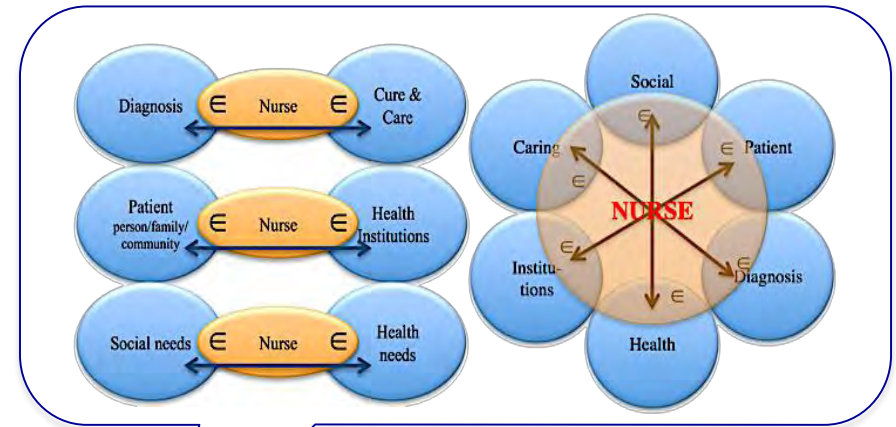 Diagnosis
∈ Nurse ∈
Cure &
Care
Patient
person/family/
community
∈ Nurse ∈
Health
Institutions
Social needs
∈ Nurse ∈
Health
needs
Social
∈
Caring
∈
∈
Patient
NURSE
Institu-
tions
∈
∈
Diagnosis
∈
Health